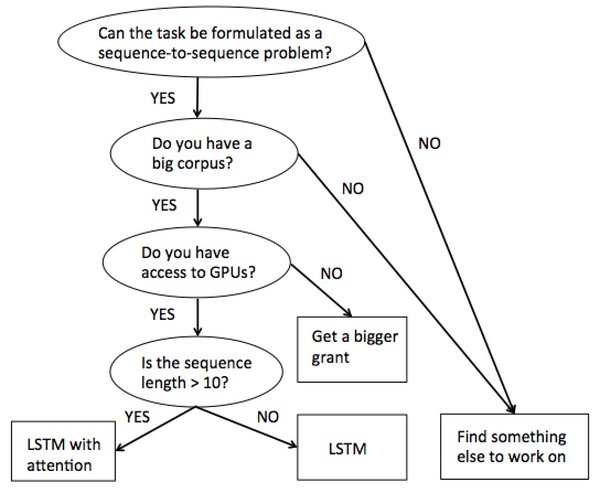 Can the task be formulated as a
sequence-to-sequence problem?
YES
NO
Do you have a
big corpus?
NO
YES
Do you have
access to GPUs?
NO
YES
Get a bigger
grant
Is the sequence
length > 10?
YES
NO
LSTM with
attention
LSTM
Find something
else to work on